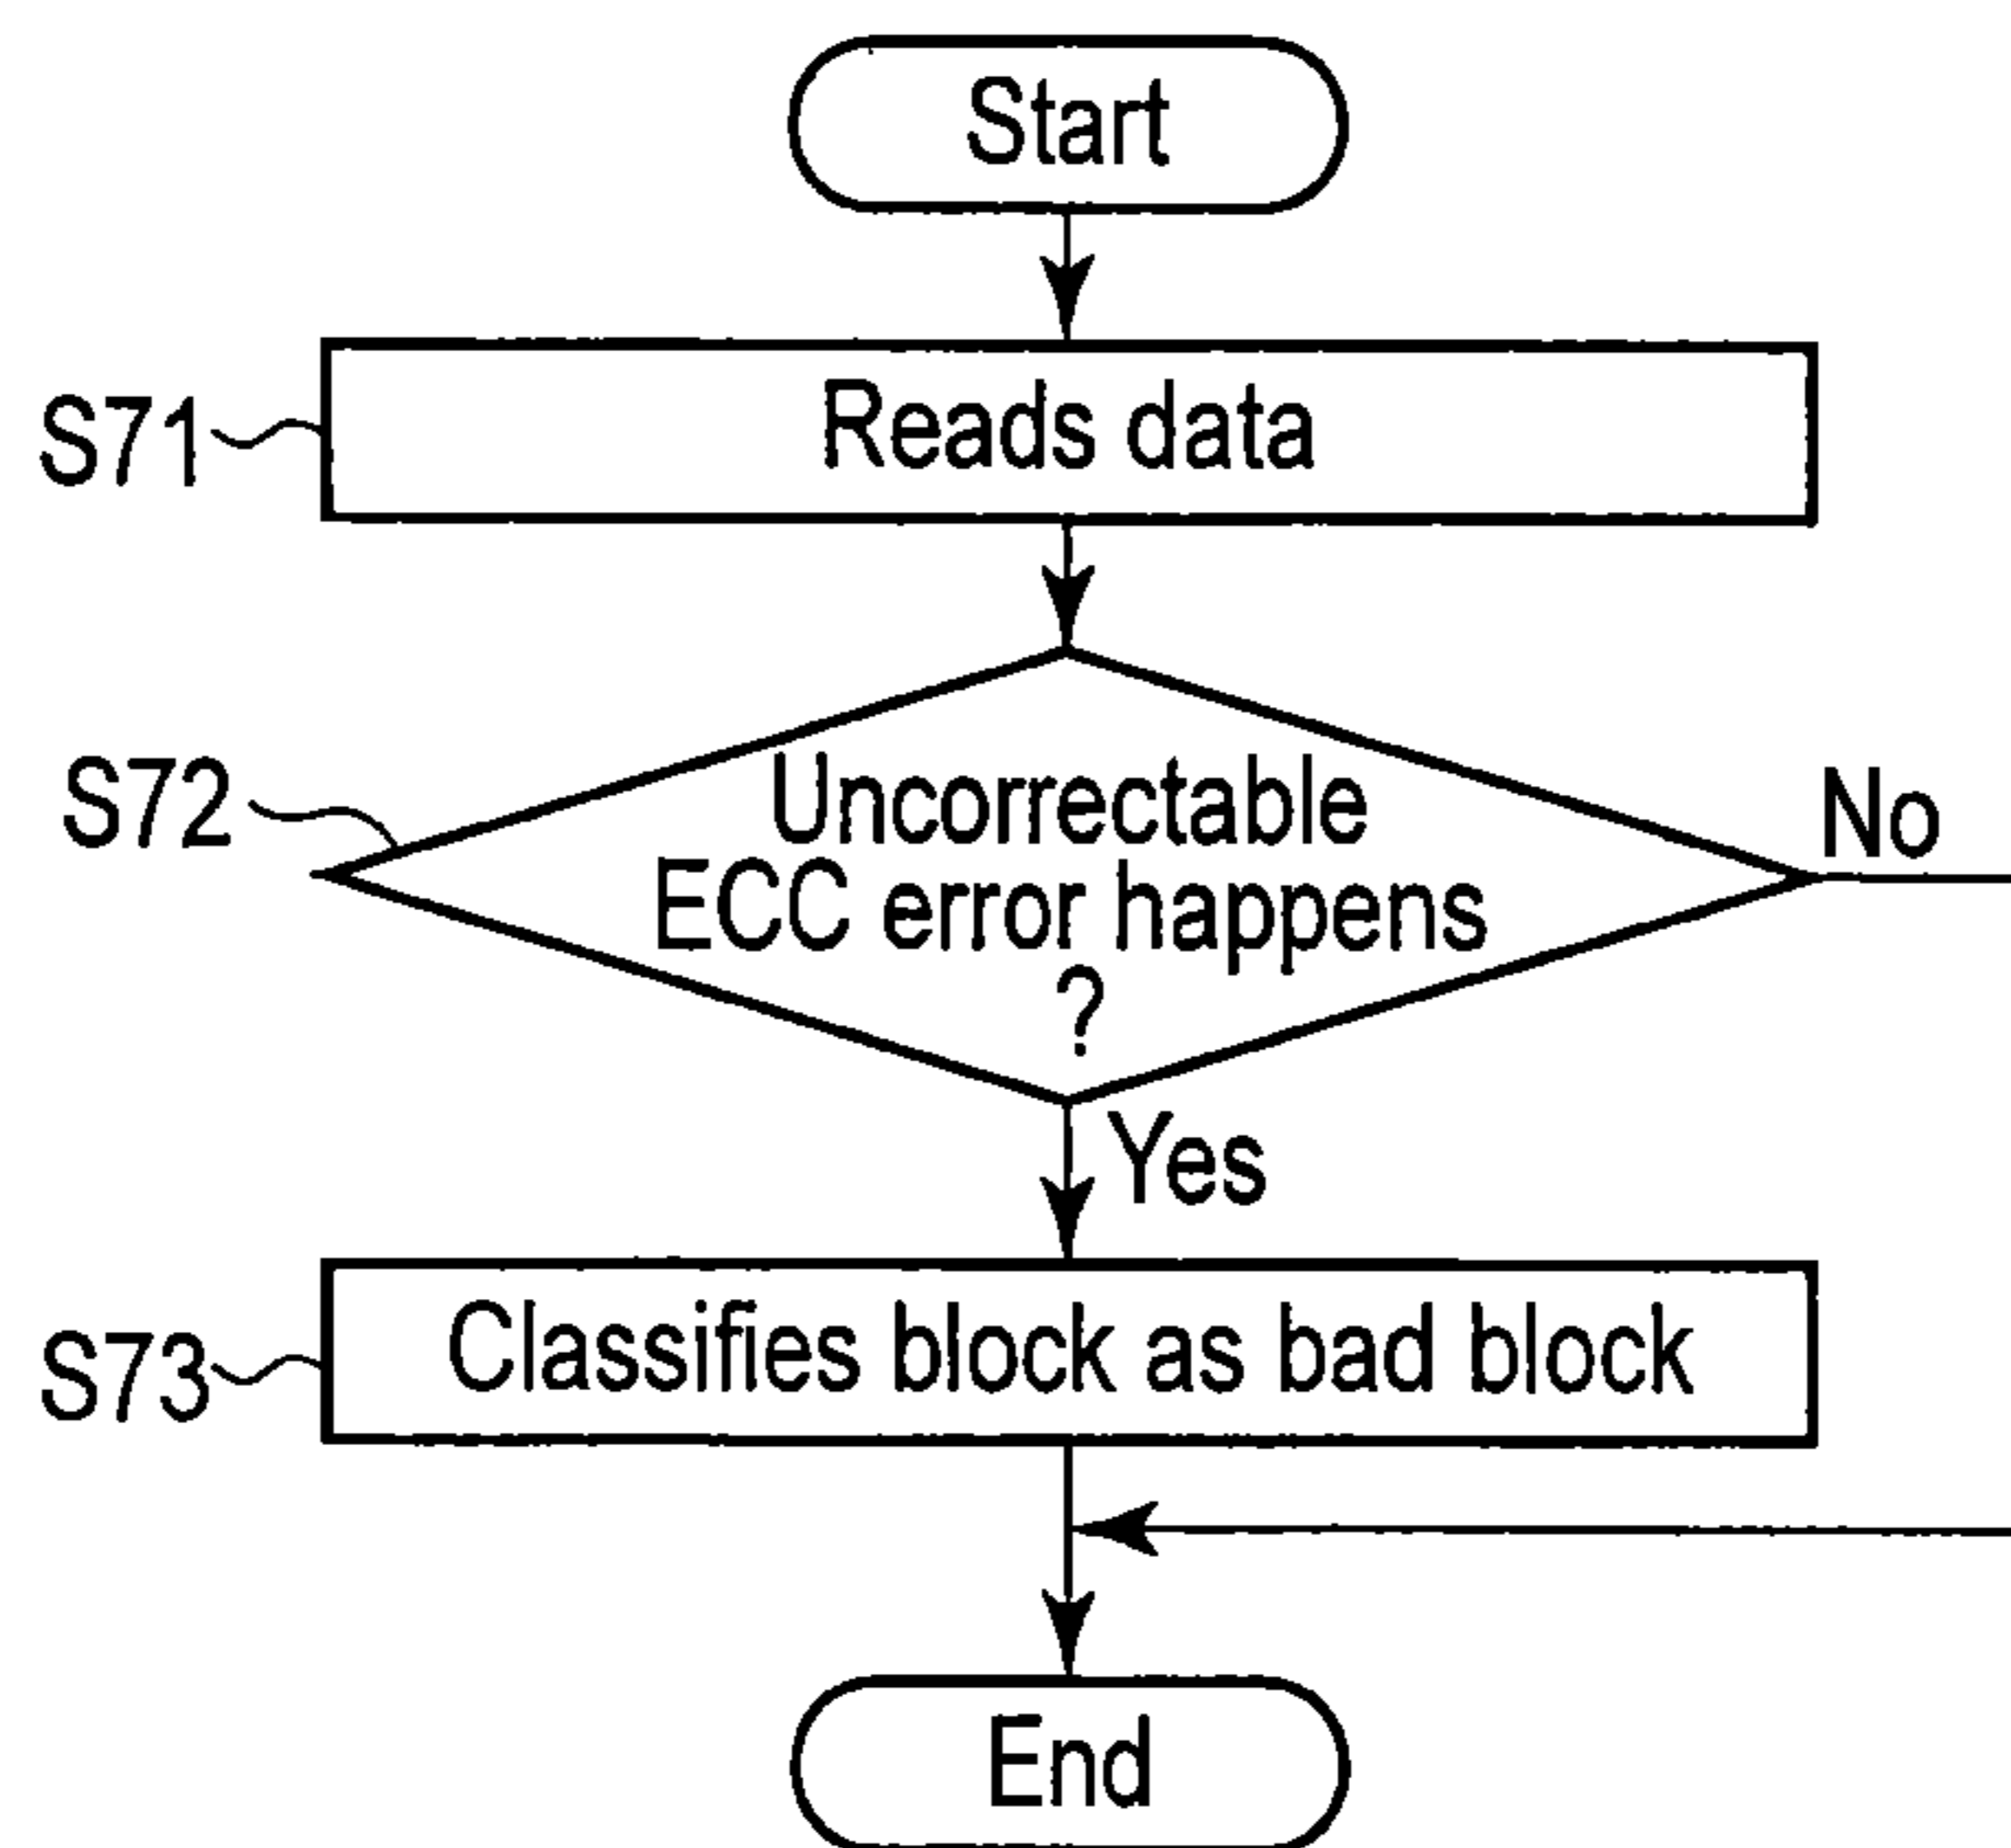 Start
S71
Reads data
S72
Uncorrectable
ECC error happens
?
No
Yes
S73
Classifies block as bad block
End